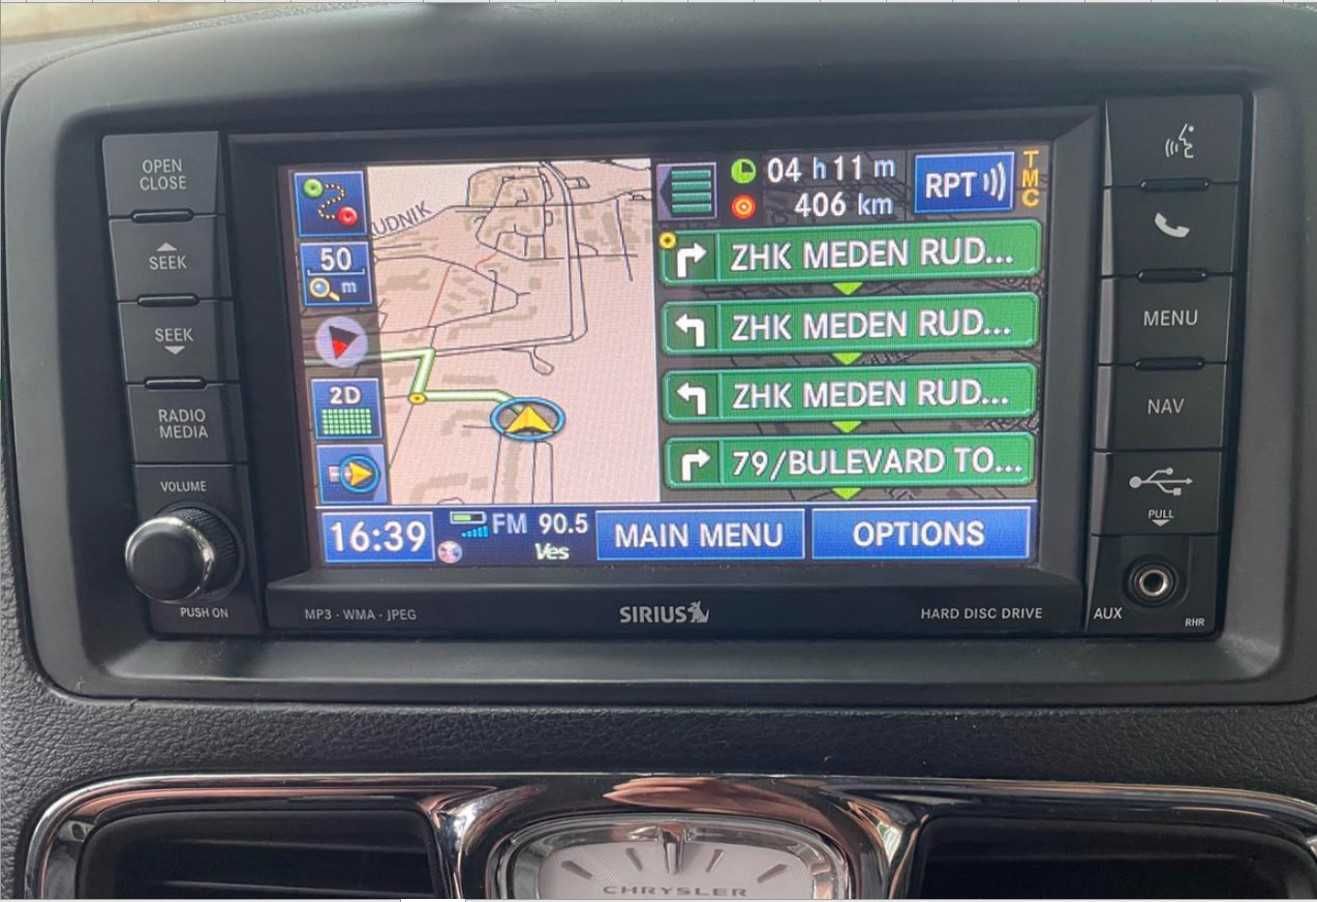 OPEN
CLOSE
SEEK
SEEK
RADIO
MEDIA
VOLUME
PUSH ON
UDNIK
50
m
2D
04 h 11 m
406 km
RPT
TMC
ZHK MEDEN RUD...
ZHK MEDEN RUD...
ZHK MEDEN RUD...
79/BULEVARD TO...
16:39
FM 90.5
Ves
MAIN MENU
OPTIONS
MENU
NAV
PULL
AUX
RHR
MP3 - WMA - JPEG
SIRIUS
HARD DISC DRIVE
CHRYSLER